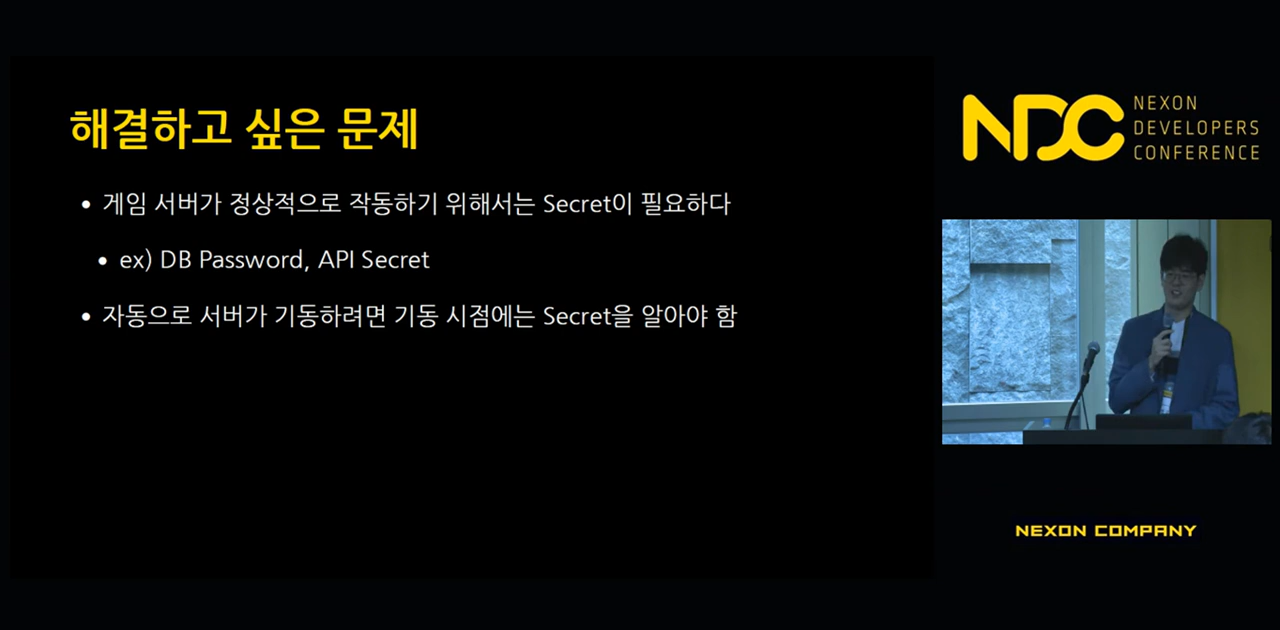 해결하고 싶은 문제
• 게임 서버가 정상적으로 작동하기 위해서는 Secret이 필요하다
• ex) DB Password, API Secret
• 자동으로 서버가 기동하려면 기동 시점에는 Secret을 알아야 함
NDC
NEXON
DEVELOPERS
CONFERENCE
NEXON COMPANY